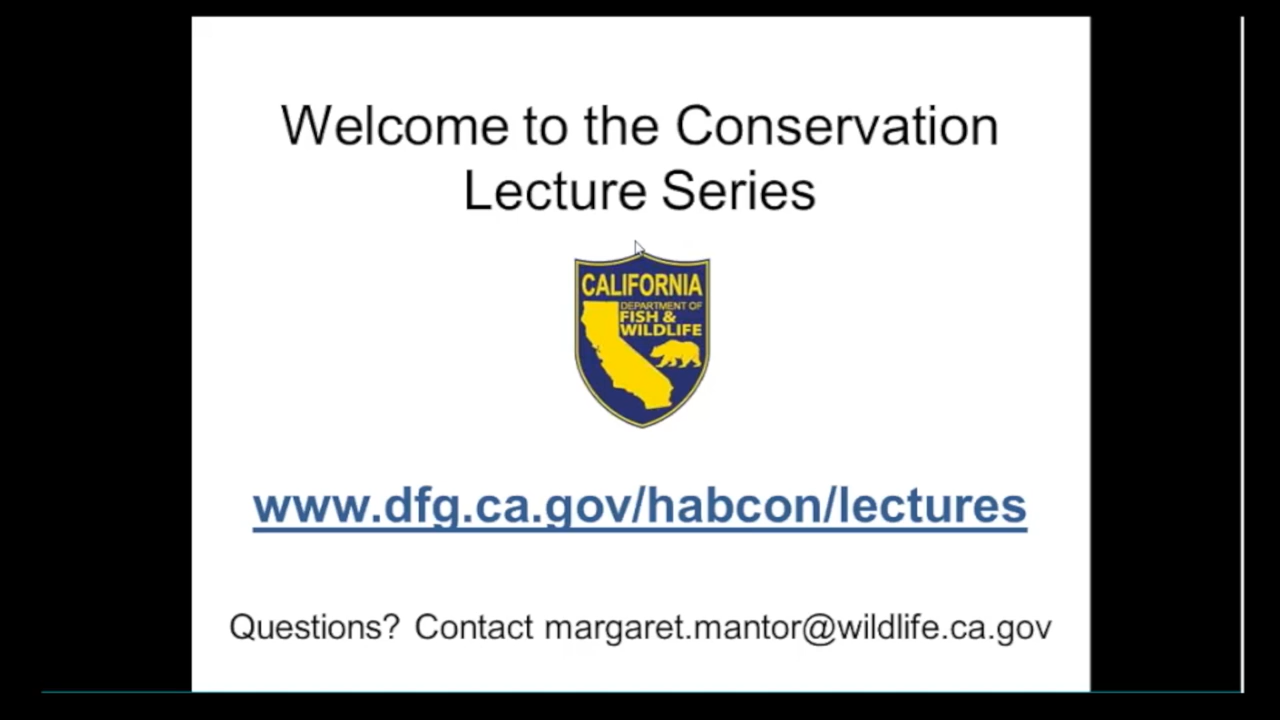 Welcome to the Conservation
Lecture Series
CALIFORNIA
DEPARTMENT OF
FISH &
WILDLIFE
www.dfg.ca.gov/habcon/lectures
Questions? Contact margaret.mantor@wildlife.ca.gov